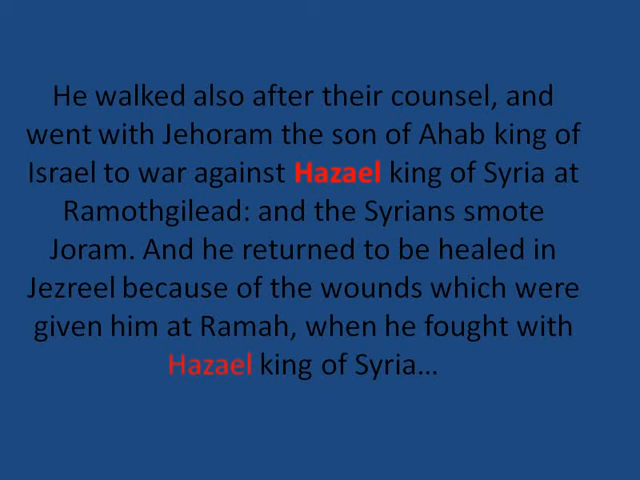 He walked also after their counsel, and
went with Jehoram the son of Ahab king of
Israel to war against Hazael king of Syria at
Ramothgilead: and the Syrians smote
Joram. And he returned to be healed in
Jezreel because of the wounds which were
given him at Ramah, when he fought with
Hazael king of Syria…